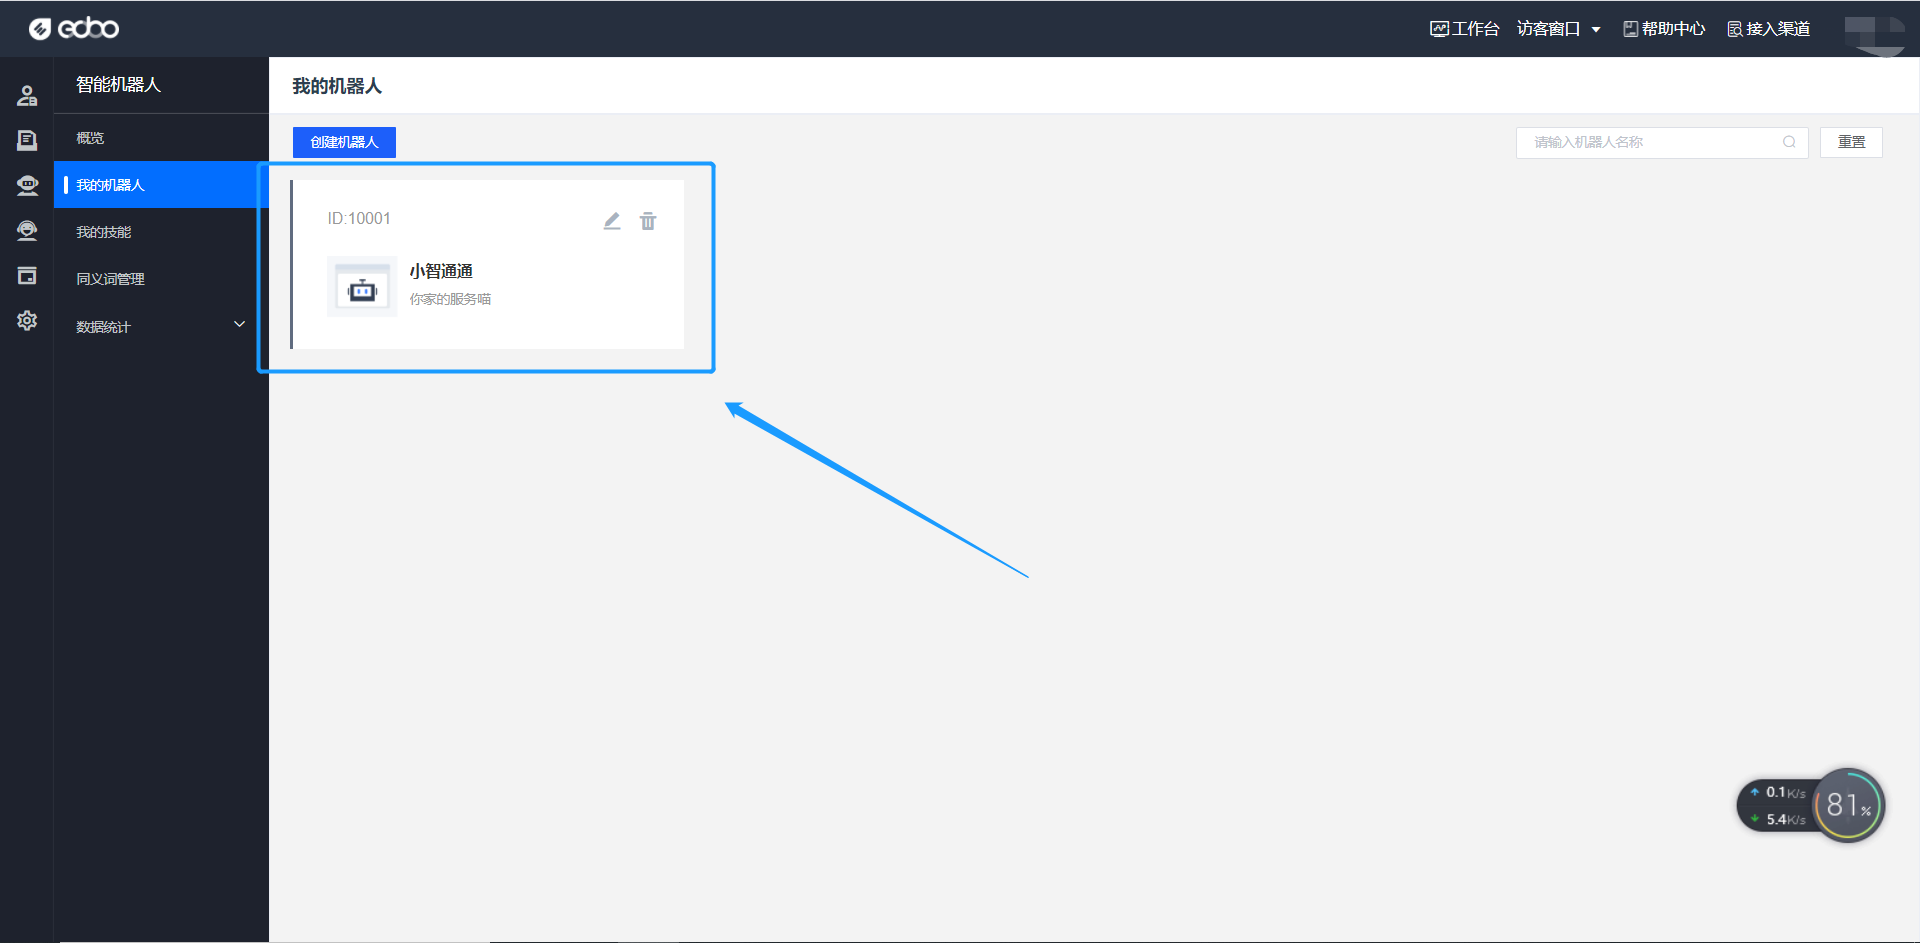 edbo
工作台 访客窗口 帮助中心 接入渠道
智能机器人
概览
我的机器人
我的技能
同义词管理
数据统计
我的机器人
创建机器人
请输入机器人名称
重置
ID:10001
小智通通
你家的服务喵
0.1K/s
5.4K/s
81%